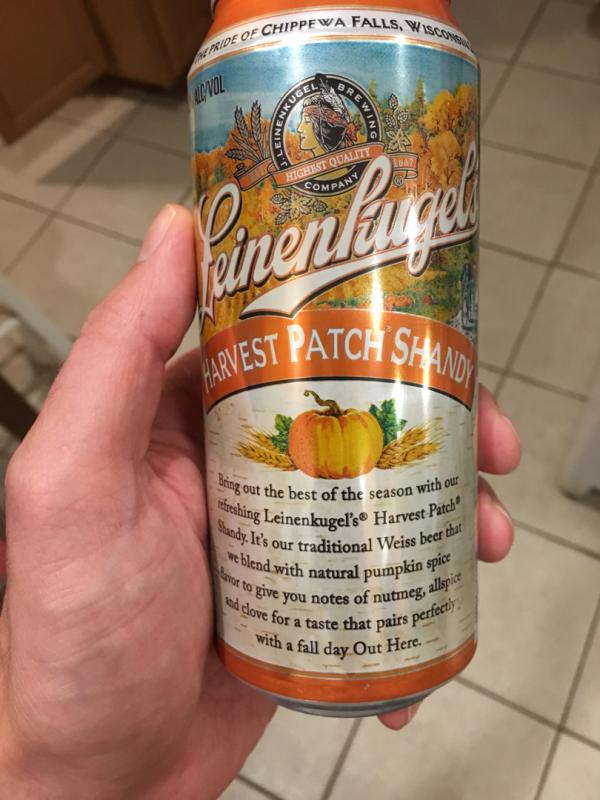 THE PRIDE OF CHIPPEWA FALLS, WISCONSIN
ALC/VOL
J. LEINENKUGEL BREWING
HIGHEST QUALITY
1867
COMPANY
Leinenkugel's
®
HARVEST PATCH® SHANDY
Bring out the best of the season with our
refreshing Leinenkugel's® Harvest Patch®
Shandy. It's our traditional Weiss beer that
we blend with natural pumpkin spice
flavor to give you notes of nutmeg, allspice
and clove for a taste that pairs perfectly
with a fall day Out Here.